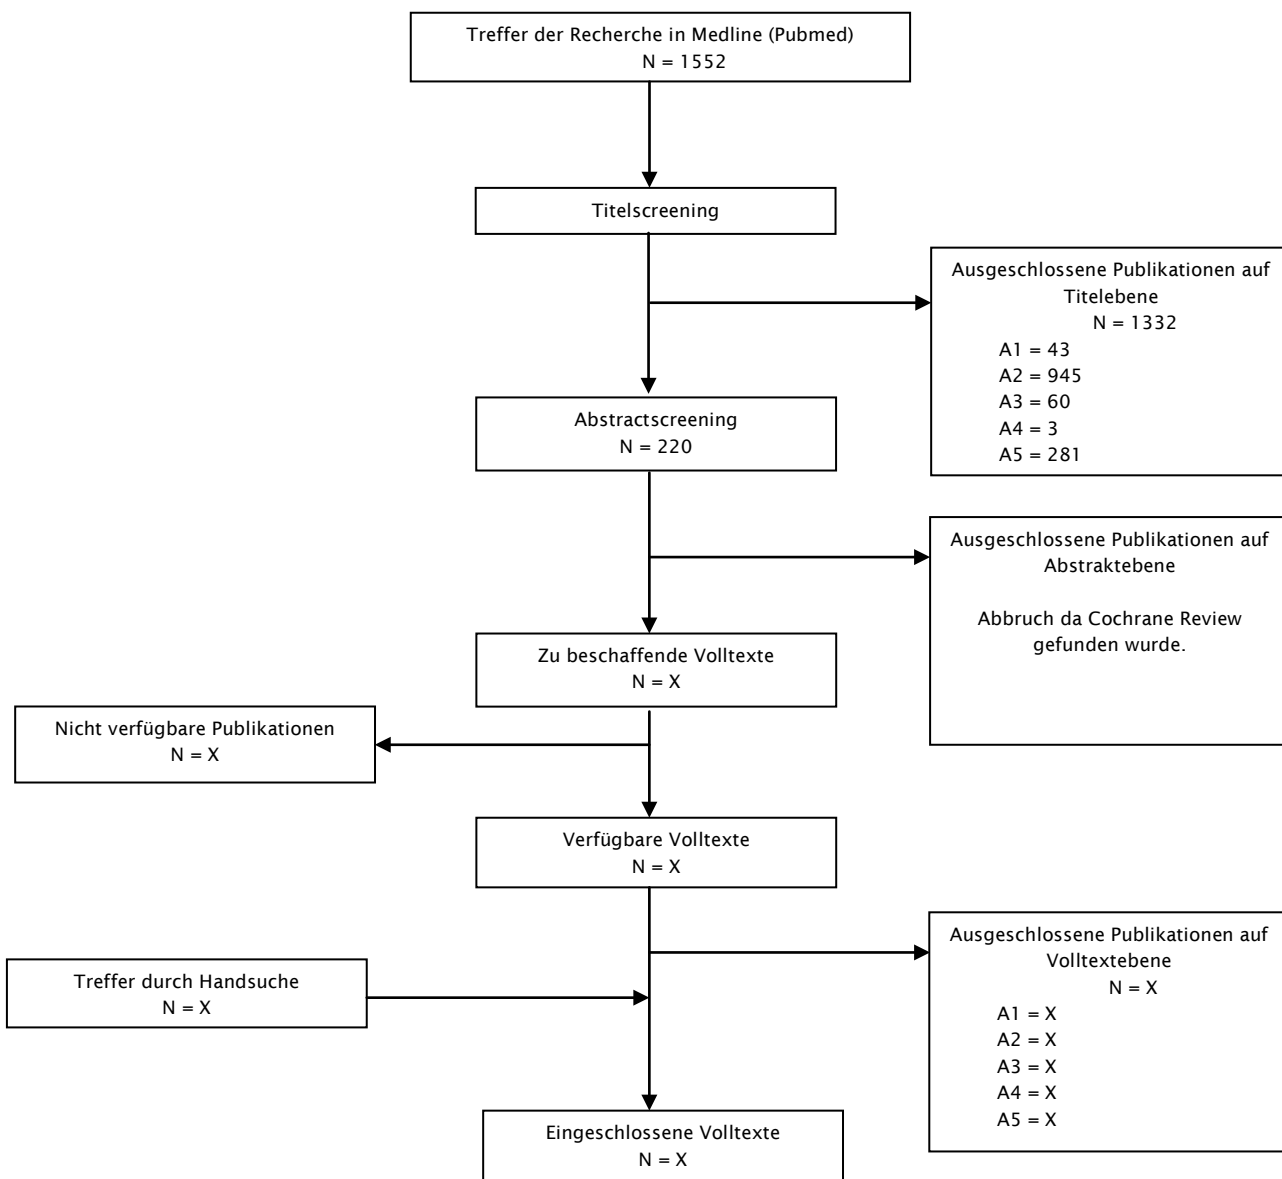 Treffer der Recherche in Medline (Pubmed)
N = 1552
Titelscreening
Ausgeschlossene Publikationen auf
Titelebene
N = 1332
A1 = 43
A2 = 945
A3 = 60
A4 = 3
A5 = 281
Abstractscreening
N = 220
Ausgeschlossene Publikationen auf
Abstraktebene
Abbruch da Cochrane Review
gefunden wurde.
Zu beschaffende Volltexte
N = X
Nicht verfügbare Publikationen
N = X
Verfügbare Volltexte
N = X
Ausgeschlossene Publikationen auf
Volltextebene
N = X
A1 = X
A2 = X
A3 = X
A4 = X
A5 = X
Treffer durch Handsuche
N = X
Eingeschlossene Volltexte
N = X